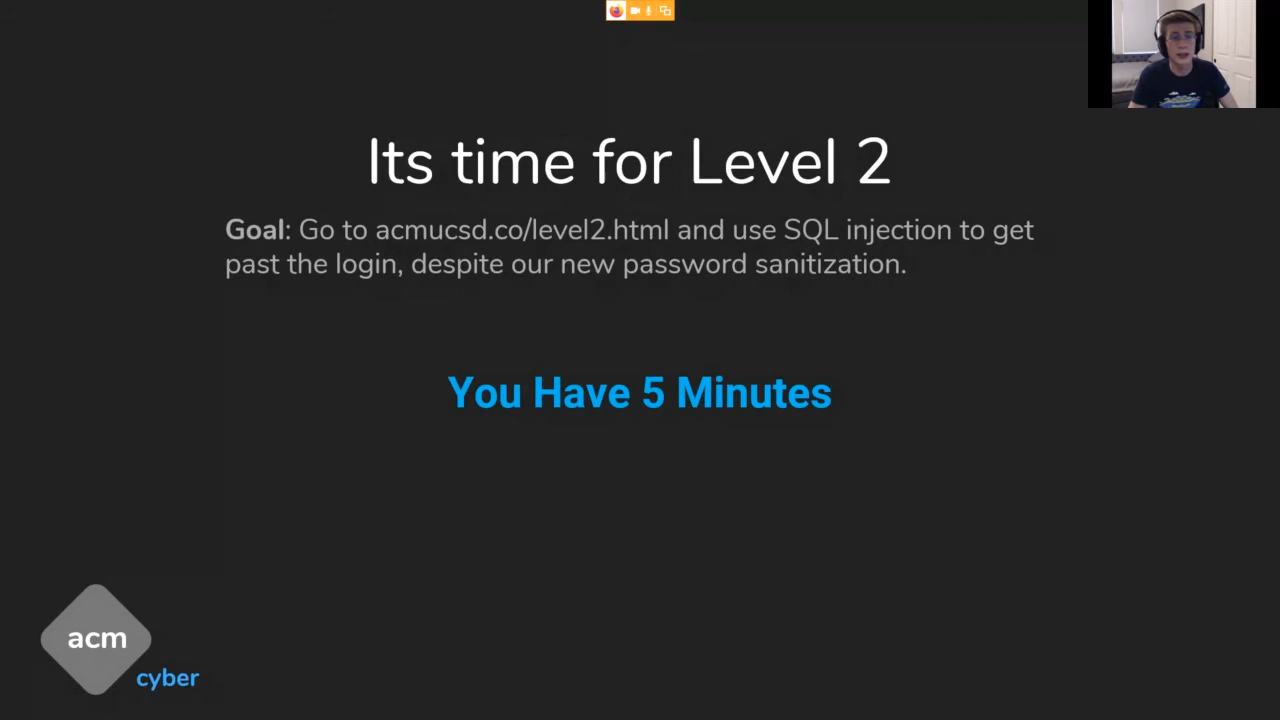 Its time for Level 2
Goal: Go to acmucsd.co/level2.html and use SQL injection to get
past the login, despite our new password sanitization.
You Have 5 Minutes
acm
cyber